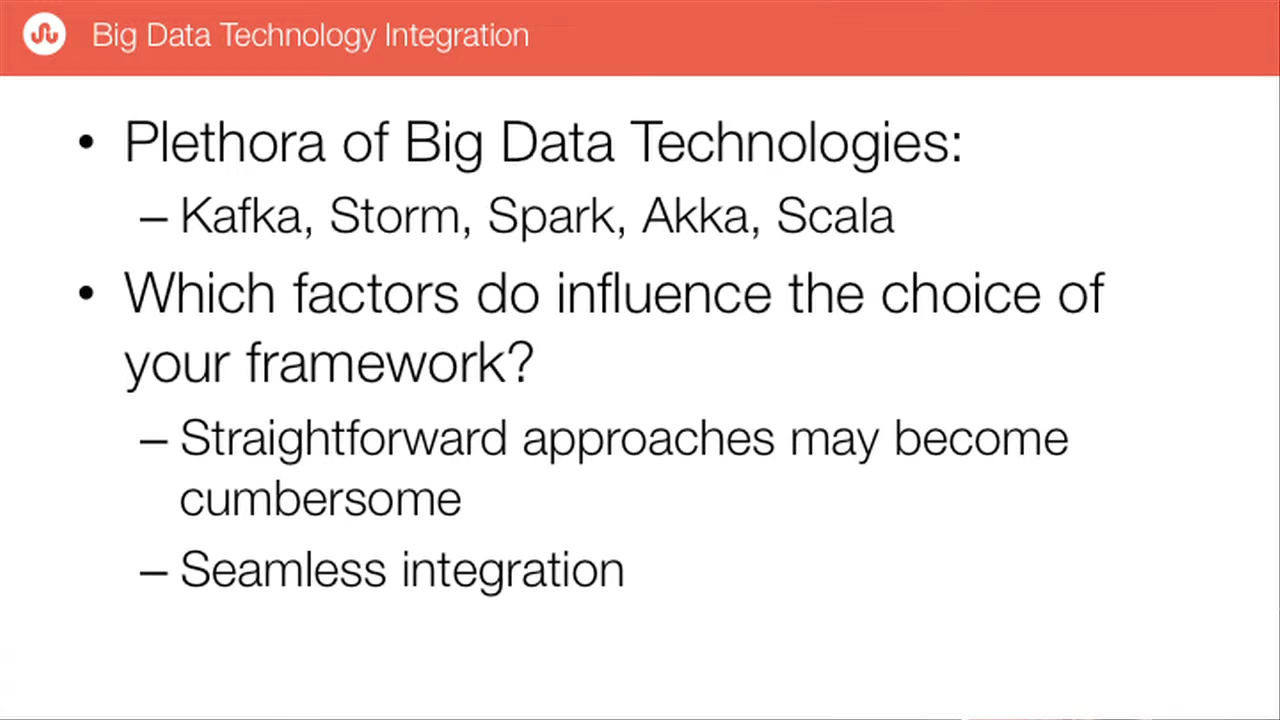 Big Data Technology Integration
• Plethora of Big Data Technologies:
– Kafka, Storm, Spark, Akka, Scala
• Which factors do influence the choice of
your framework?
– Straightforward approaches may become
cumbersome
– Seamless integration